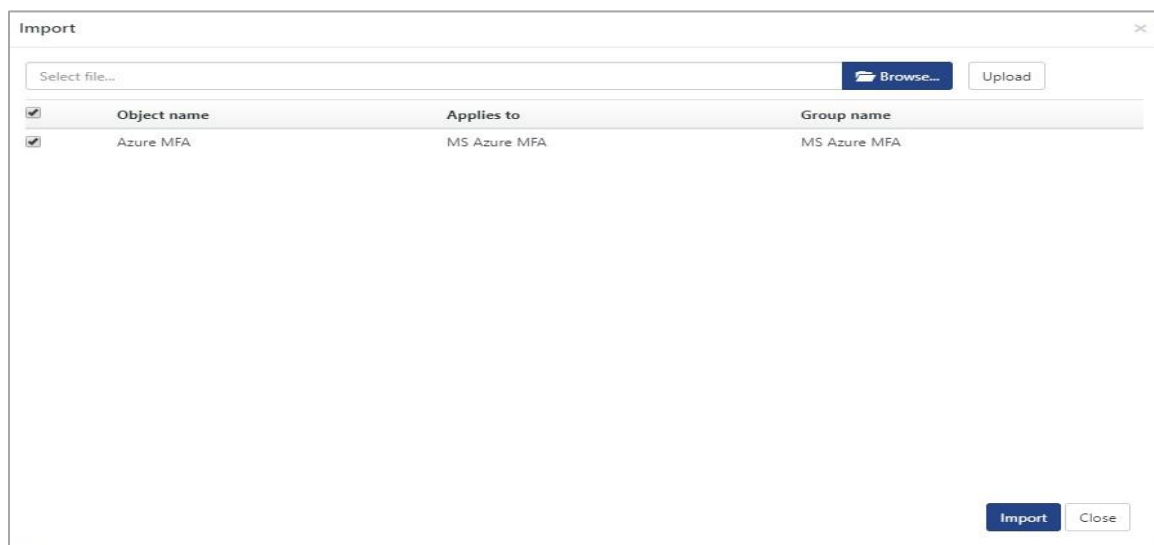 Import
Select file... Browse... Upload
Object name Applies to Group name
Azure MFA MS Azure MFA MS Azure MFA
Import Close